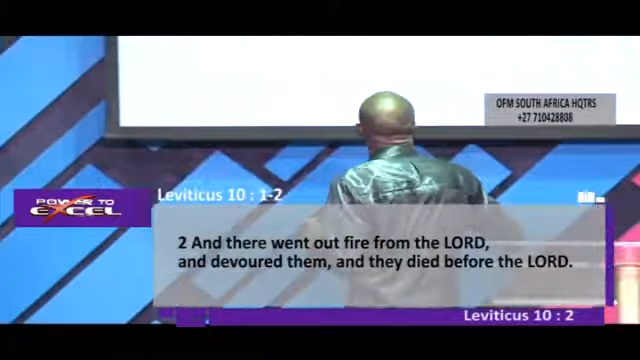 OFM SOUTH AFRICA HQTRS
+27 710428808
Leviticus 10 : 1-2
POWER TO
EXCEL
2 And there went out fire from the LORD,
and devoured them, and they died before the LORD.
Leviticus 10 : 2